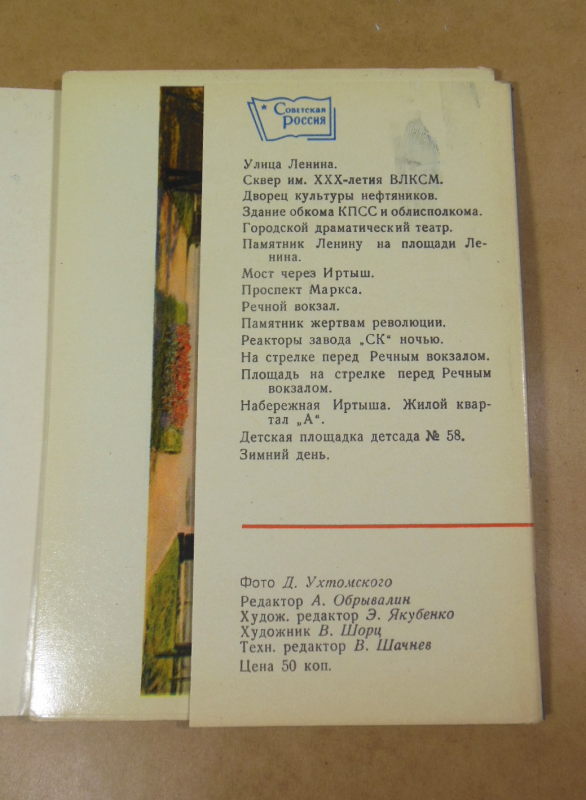 Советская
Россия
Улица Ленина.
Сквер им. XXX-летия ВЛКСМ.
Дворец культуры нефтяников.
Здание обкома КПСС и облисполкома.
Городской драматический театр.
Памятник Ленину на площади Ле-
нина.
Мост через Иртыш.
Проспект Маркса.
Речной вокзал.
Памятник жертвам революции.
Реакторы завода „СК“ ночью.
На стрелке перед Речным вокзалом.
Площадь на стрелке перед Речным
вокзалом.
Набережная Иртыша. Жилой квар-
тал „А“.
Детская площадка детсада № 58.
Зимний день.
Фото Д. Ухтомского
Редактор А. Обрывалин
Худож. редактор Э. Якубенко
Художник В. Шорц
Техн. редактор В. Шачнев
Цена 50 коп.